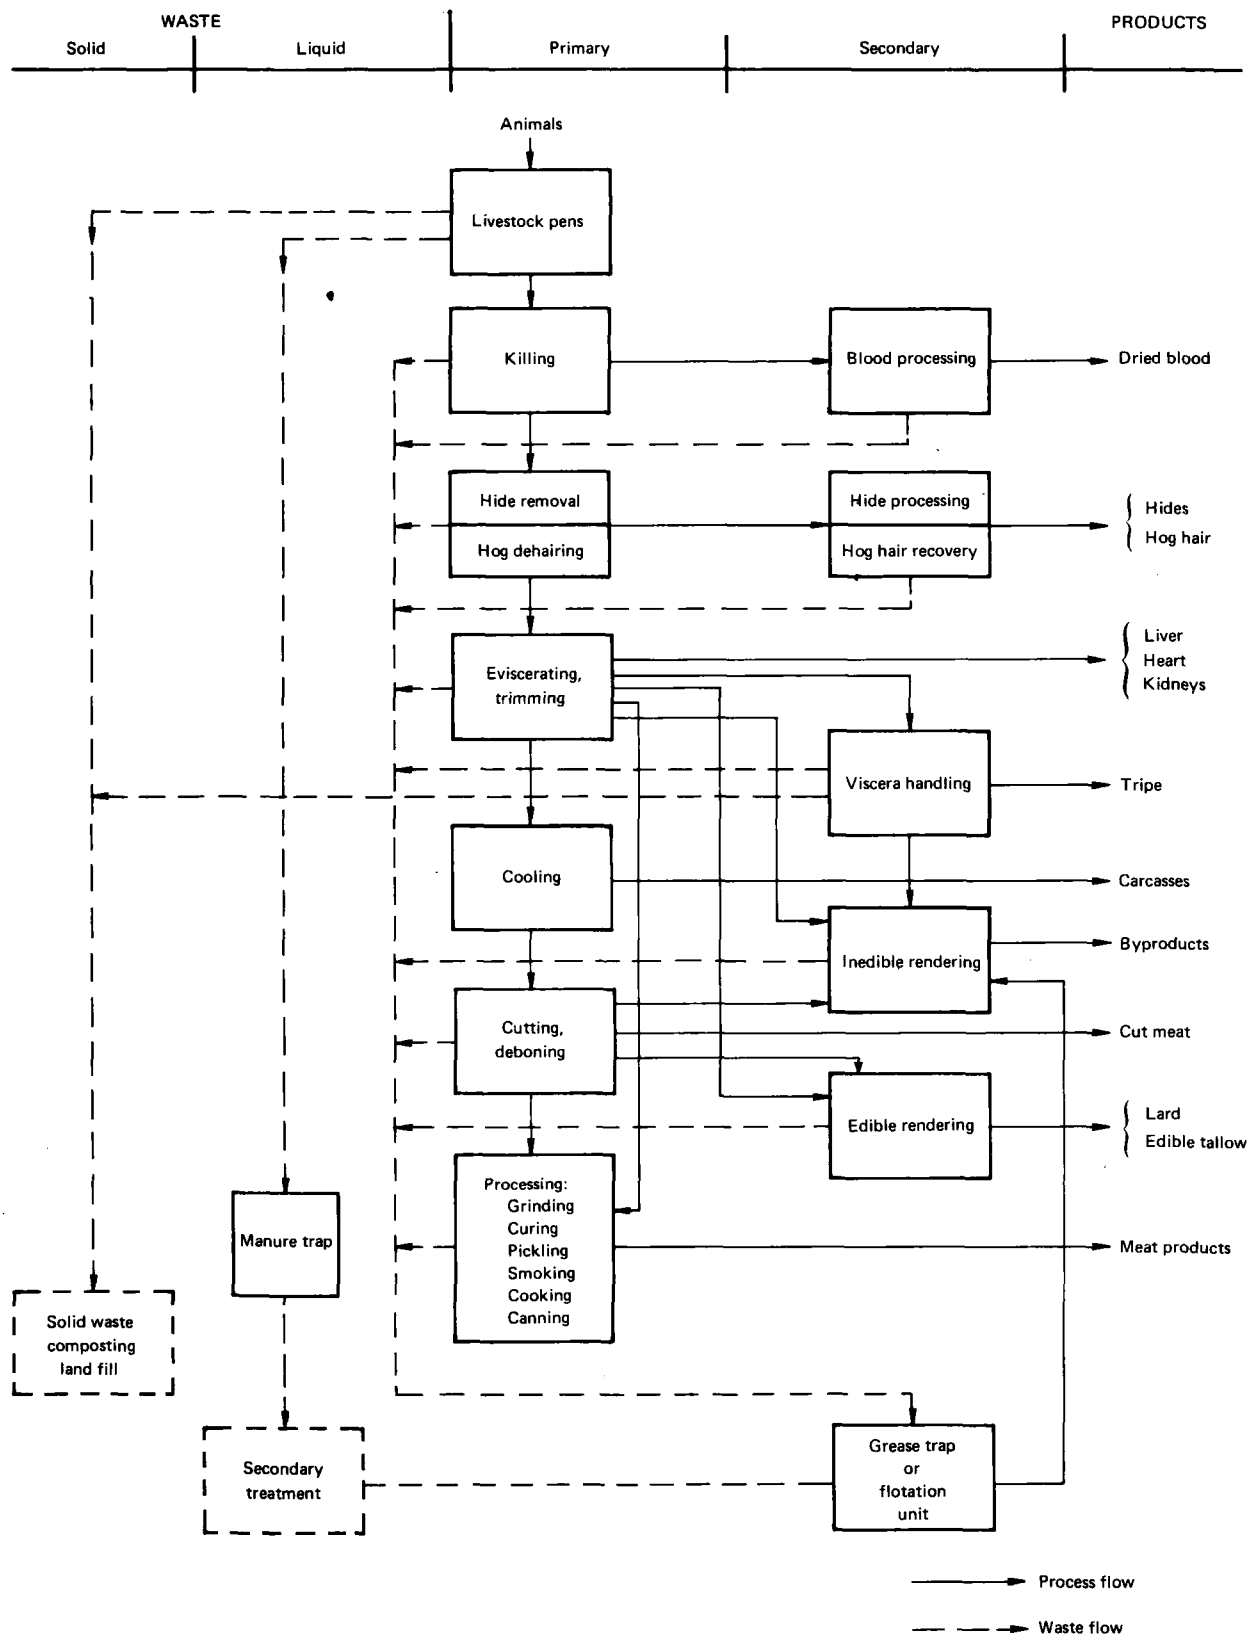 WASTE
PRODUCTS
Solid
Liquid
Primary
Secondary
Animals
Livestock pens
Killing
Blood processing
Dried blood
Hide removal
Hog dehairing
Hide processing
Hog hair recovery
Hides
Hog hair
Eviscerating,
trimming
Liver
Heart
Kidneys
Viscera handling
Tripe
Cooling
Carcasses
Inedible rendering
Byproducts
Cutting,
deboning
Cut meat
Edible rendering
Lard
Edible tallow
Processing:
Grinding
Curing
Pickling
Smoking
Cooking
Canning
Meat products
Manure trap
Solid waste
composting
land fill
Secondary
treatment
Grease trap
or
flotation
unit
Process flow
Waste flow